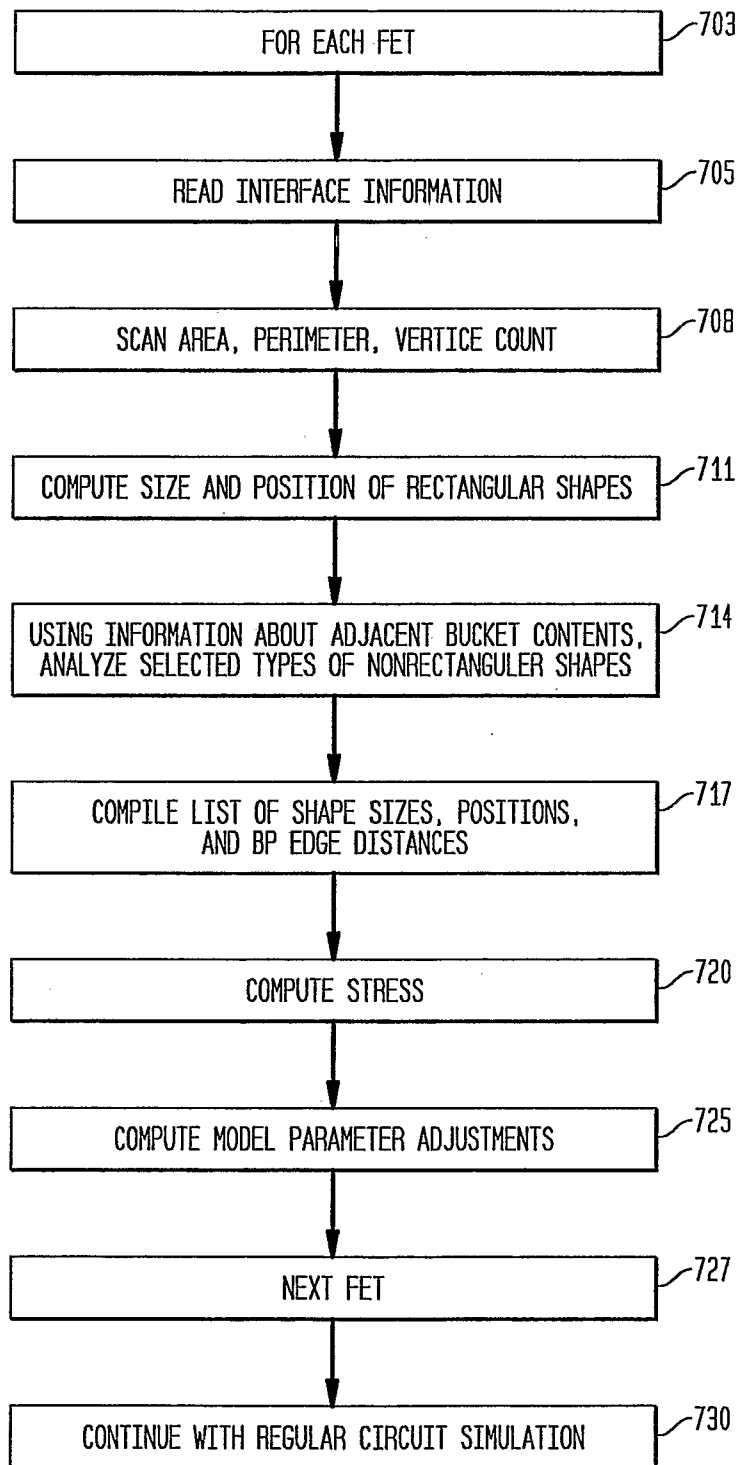 FOR EACH FET
703
READ INTERFACE INFORMATION
705
SCAN AREA, PERIMETER, VERTICE COUNT
708
COMPUTE SIZE AND POSITION OF RECTANGULAR SHAPES
711
USING INFORMATION ABOUT ADJACENT BUCKET CONTENTS,
ANALYZE SELECTED TYPES OF NONRECTANGULER SHAPES
714
COMPILE LIST OF SHAPE SIZES, POSITIONS,
AND BP EDGE DISTANCES
717
COMPUTE STRESS
720
COMPUTE MODEL PARAMETER ADJUSTMENTS
725
NEXT FET
727
CONTINUE WITH REGULAR CIRCUIT SIMULATION
730